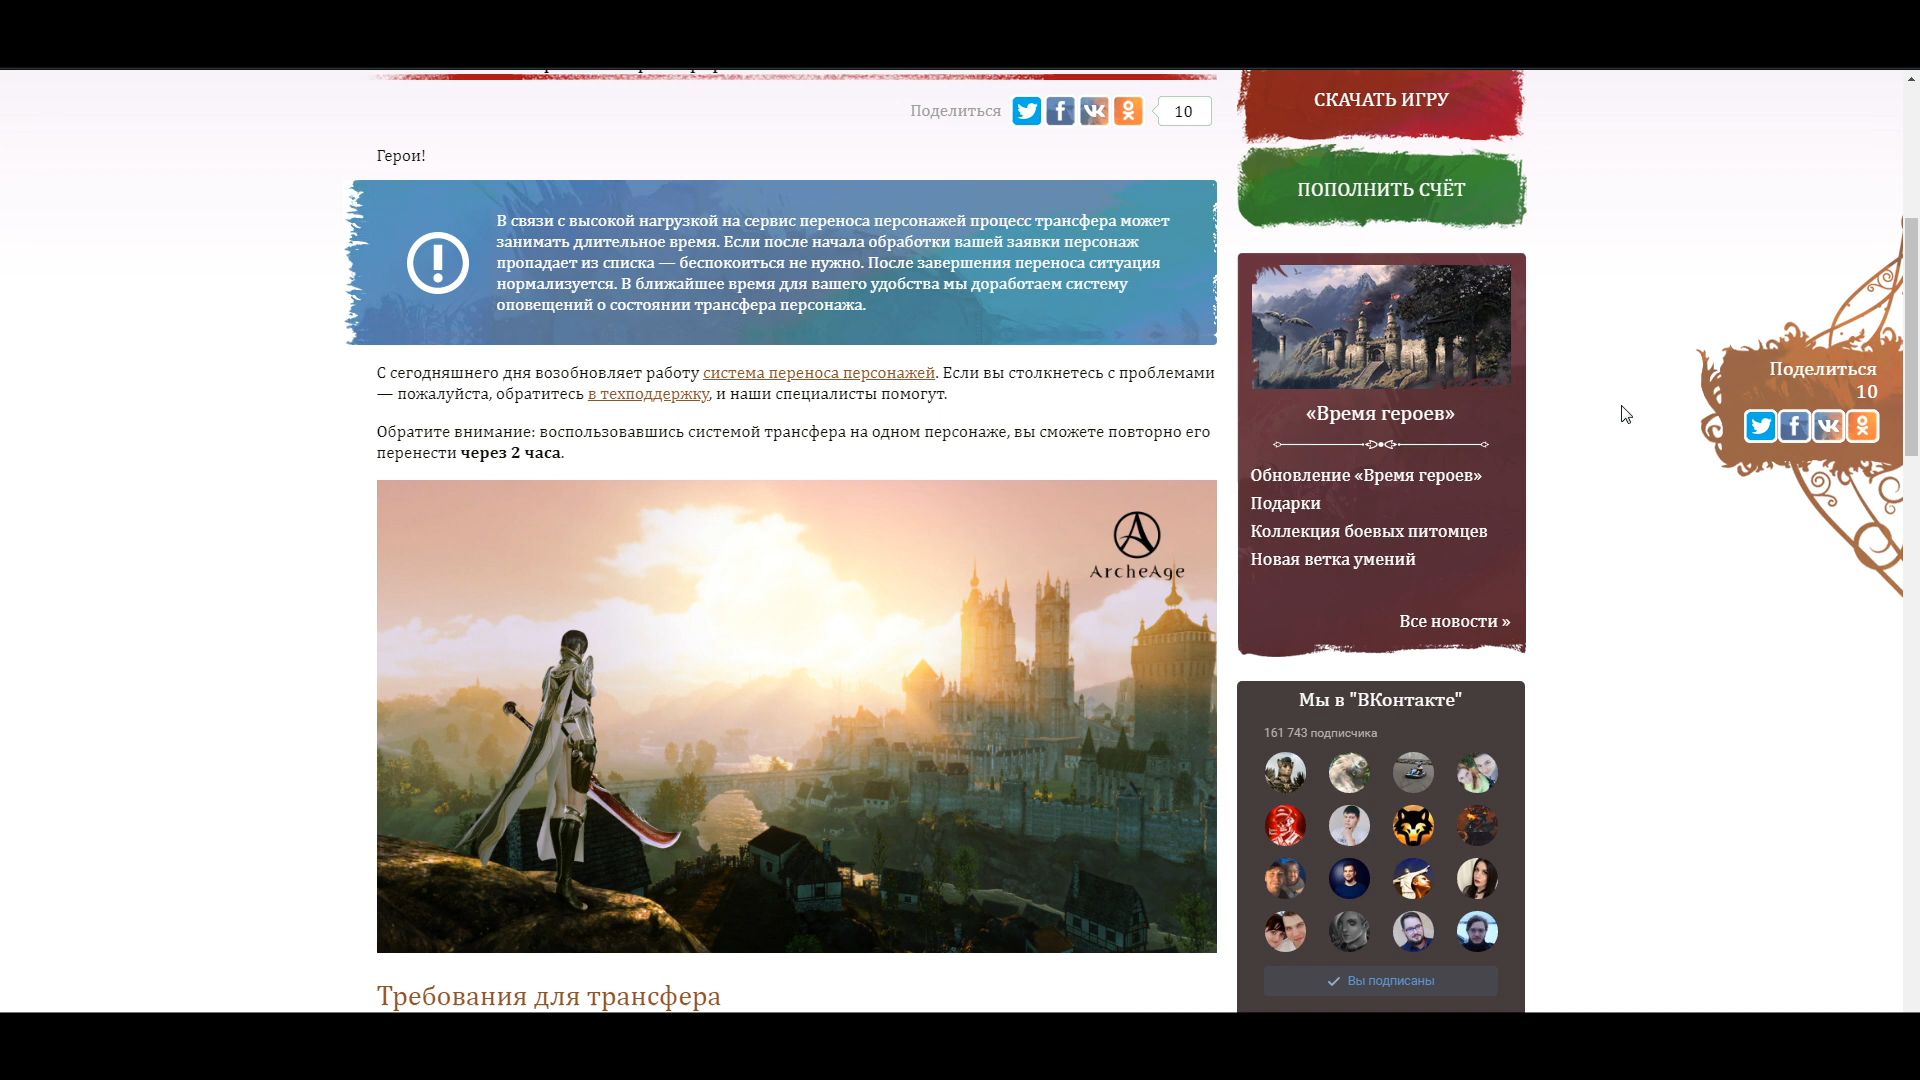 Поделиться
10
Герои!
В связи с высокой нагрузкой на сервис переноса персонажей процесс трансфера может
занимать длительное время. Если после начала обработки вашей заявки персонаж
пропадает из списка — беспокоиться не нужно. После завершения переноса ситуация
нормализуется. В ближайшее время для вашего удобства мы доработаем систему
оповещений о состоянии трансфера персонажа.
С сегодняшнего дня возобновляет работу система переноса персонажей. Если вы столкнетесь с проблемами
— пожалуйста, обратитесь в техподдержку, и наши специалисты помогут.
Обратите внимание: воспользовавшись системой трансфера на одном персонаже, вы сможете повторно его
перенести через 2 часа.
ArcheAge
Требования для трансфера
СКАЧАТЬ ИГРУ
ПОПОЛНИТЬ СЧЁТ
«Время героев»
Обновление «Время героев»
Подарки
Коллекция боевых питомцев
Новая ветка умений
Все новости »
Мы в "ВКонтакте"
161 743 подписчика
Вы подписаны
Поделиться
10